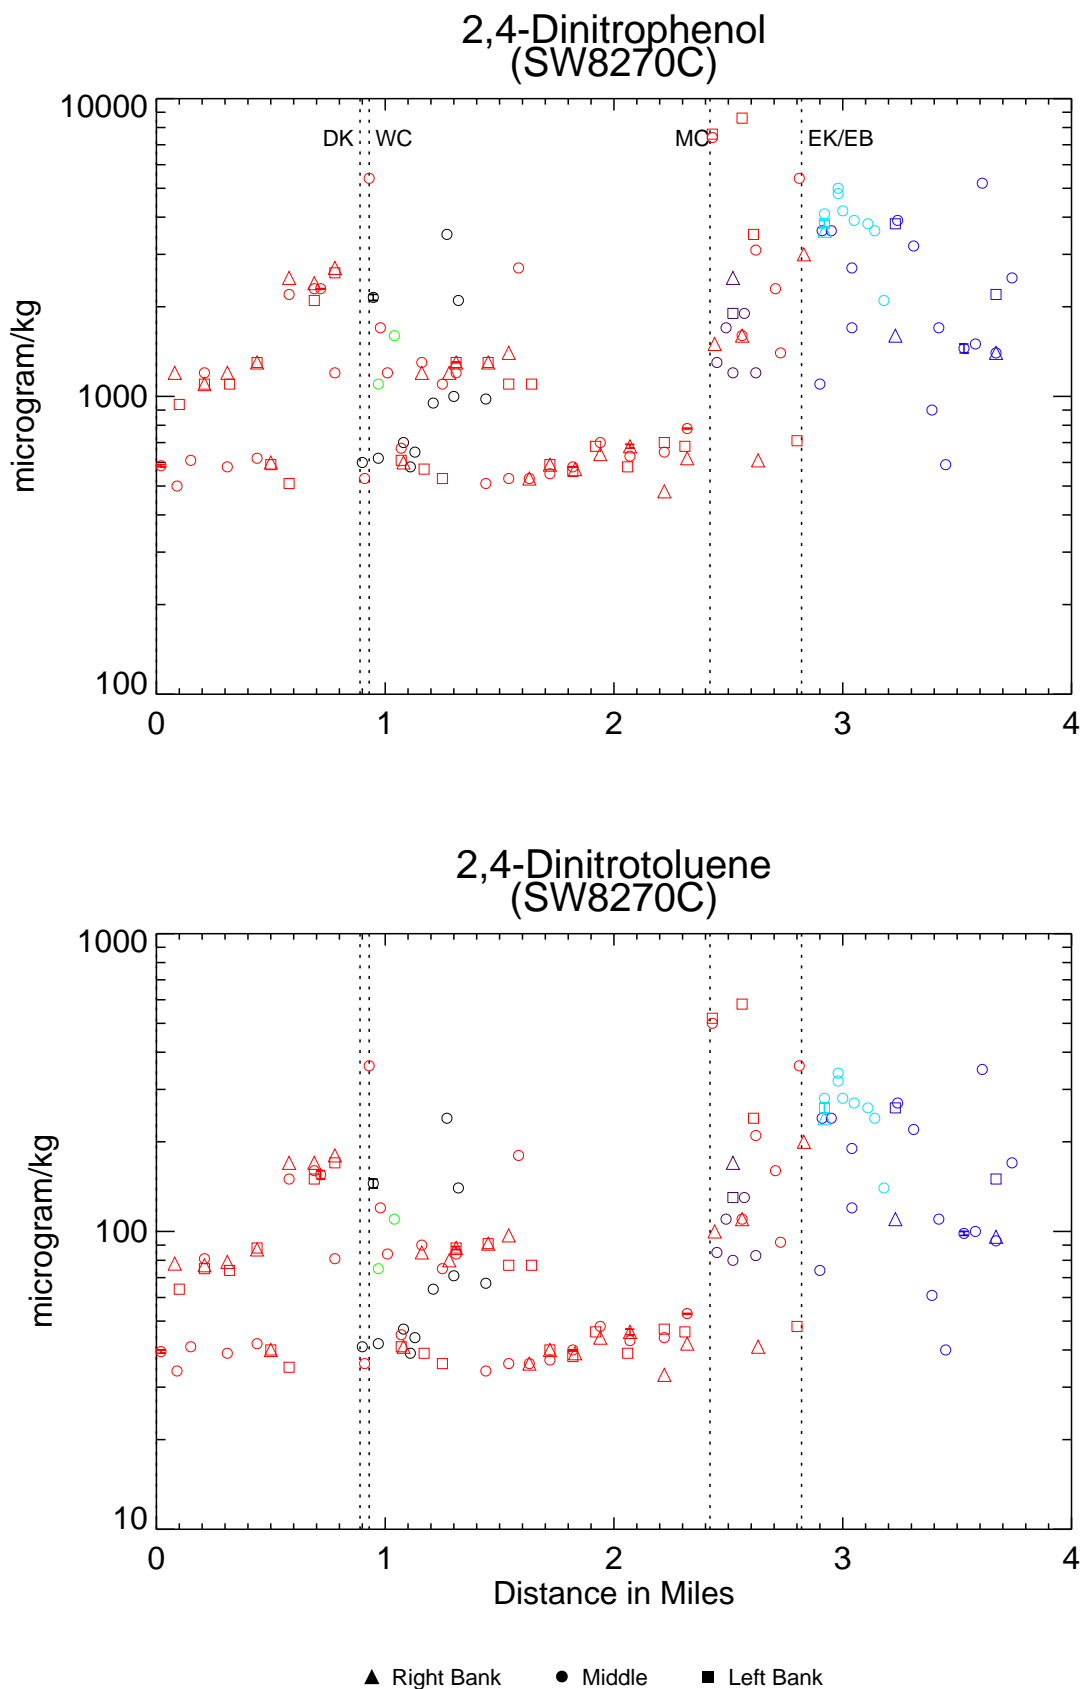 2,4-Dinitrophenol
(SW8270C)
10000
DK WC MC EK/EB
1000
microgram/kg
100
0 1 2 3 4
2,4-Dinitrotoluene
(SW8270C)
1000
100
microgram/kg
10
0 1 2 3 4
Distance in Miles
Right Bank Middle Left Bank